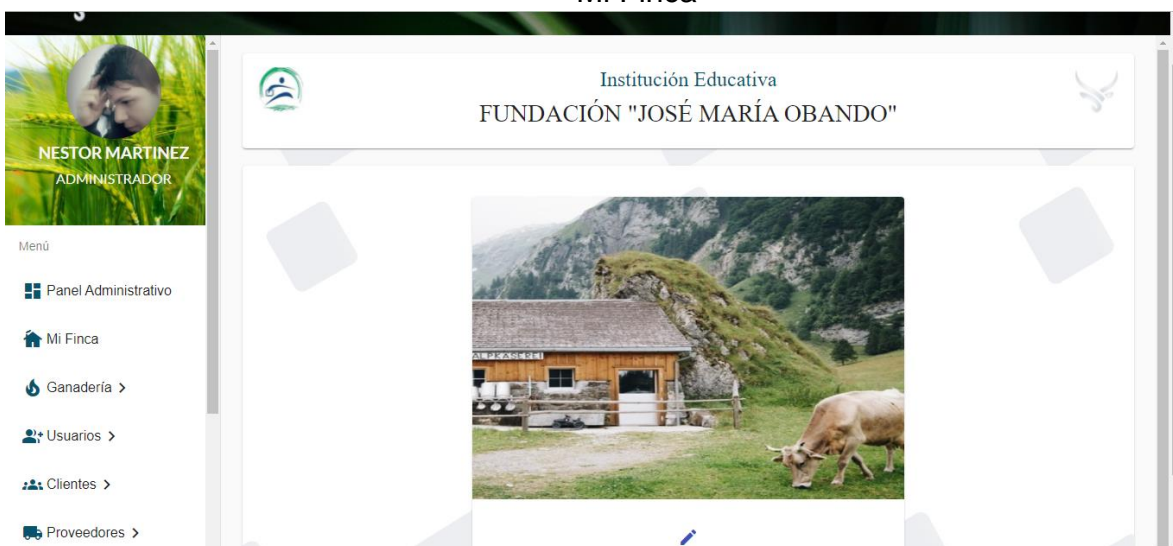 Mi Finca
Institución Educativa
FUNDACIÓN "JOSÉ MARÍA OBANDO"
NESTOR MARTINEZ
ADMINISTRADOR
Menú
Panel Administrativo
Mi Finca
Ganadería >
Usuarios >
Clientes >
Proveedores >
ALPKÄSEREI